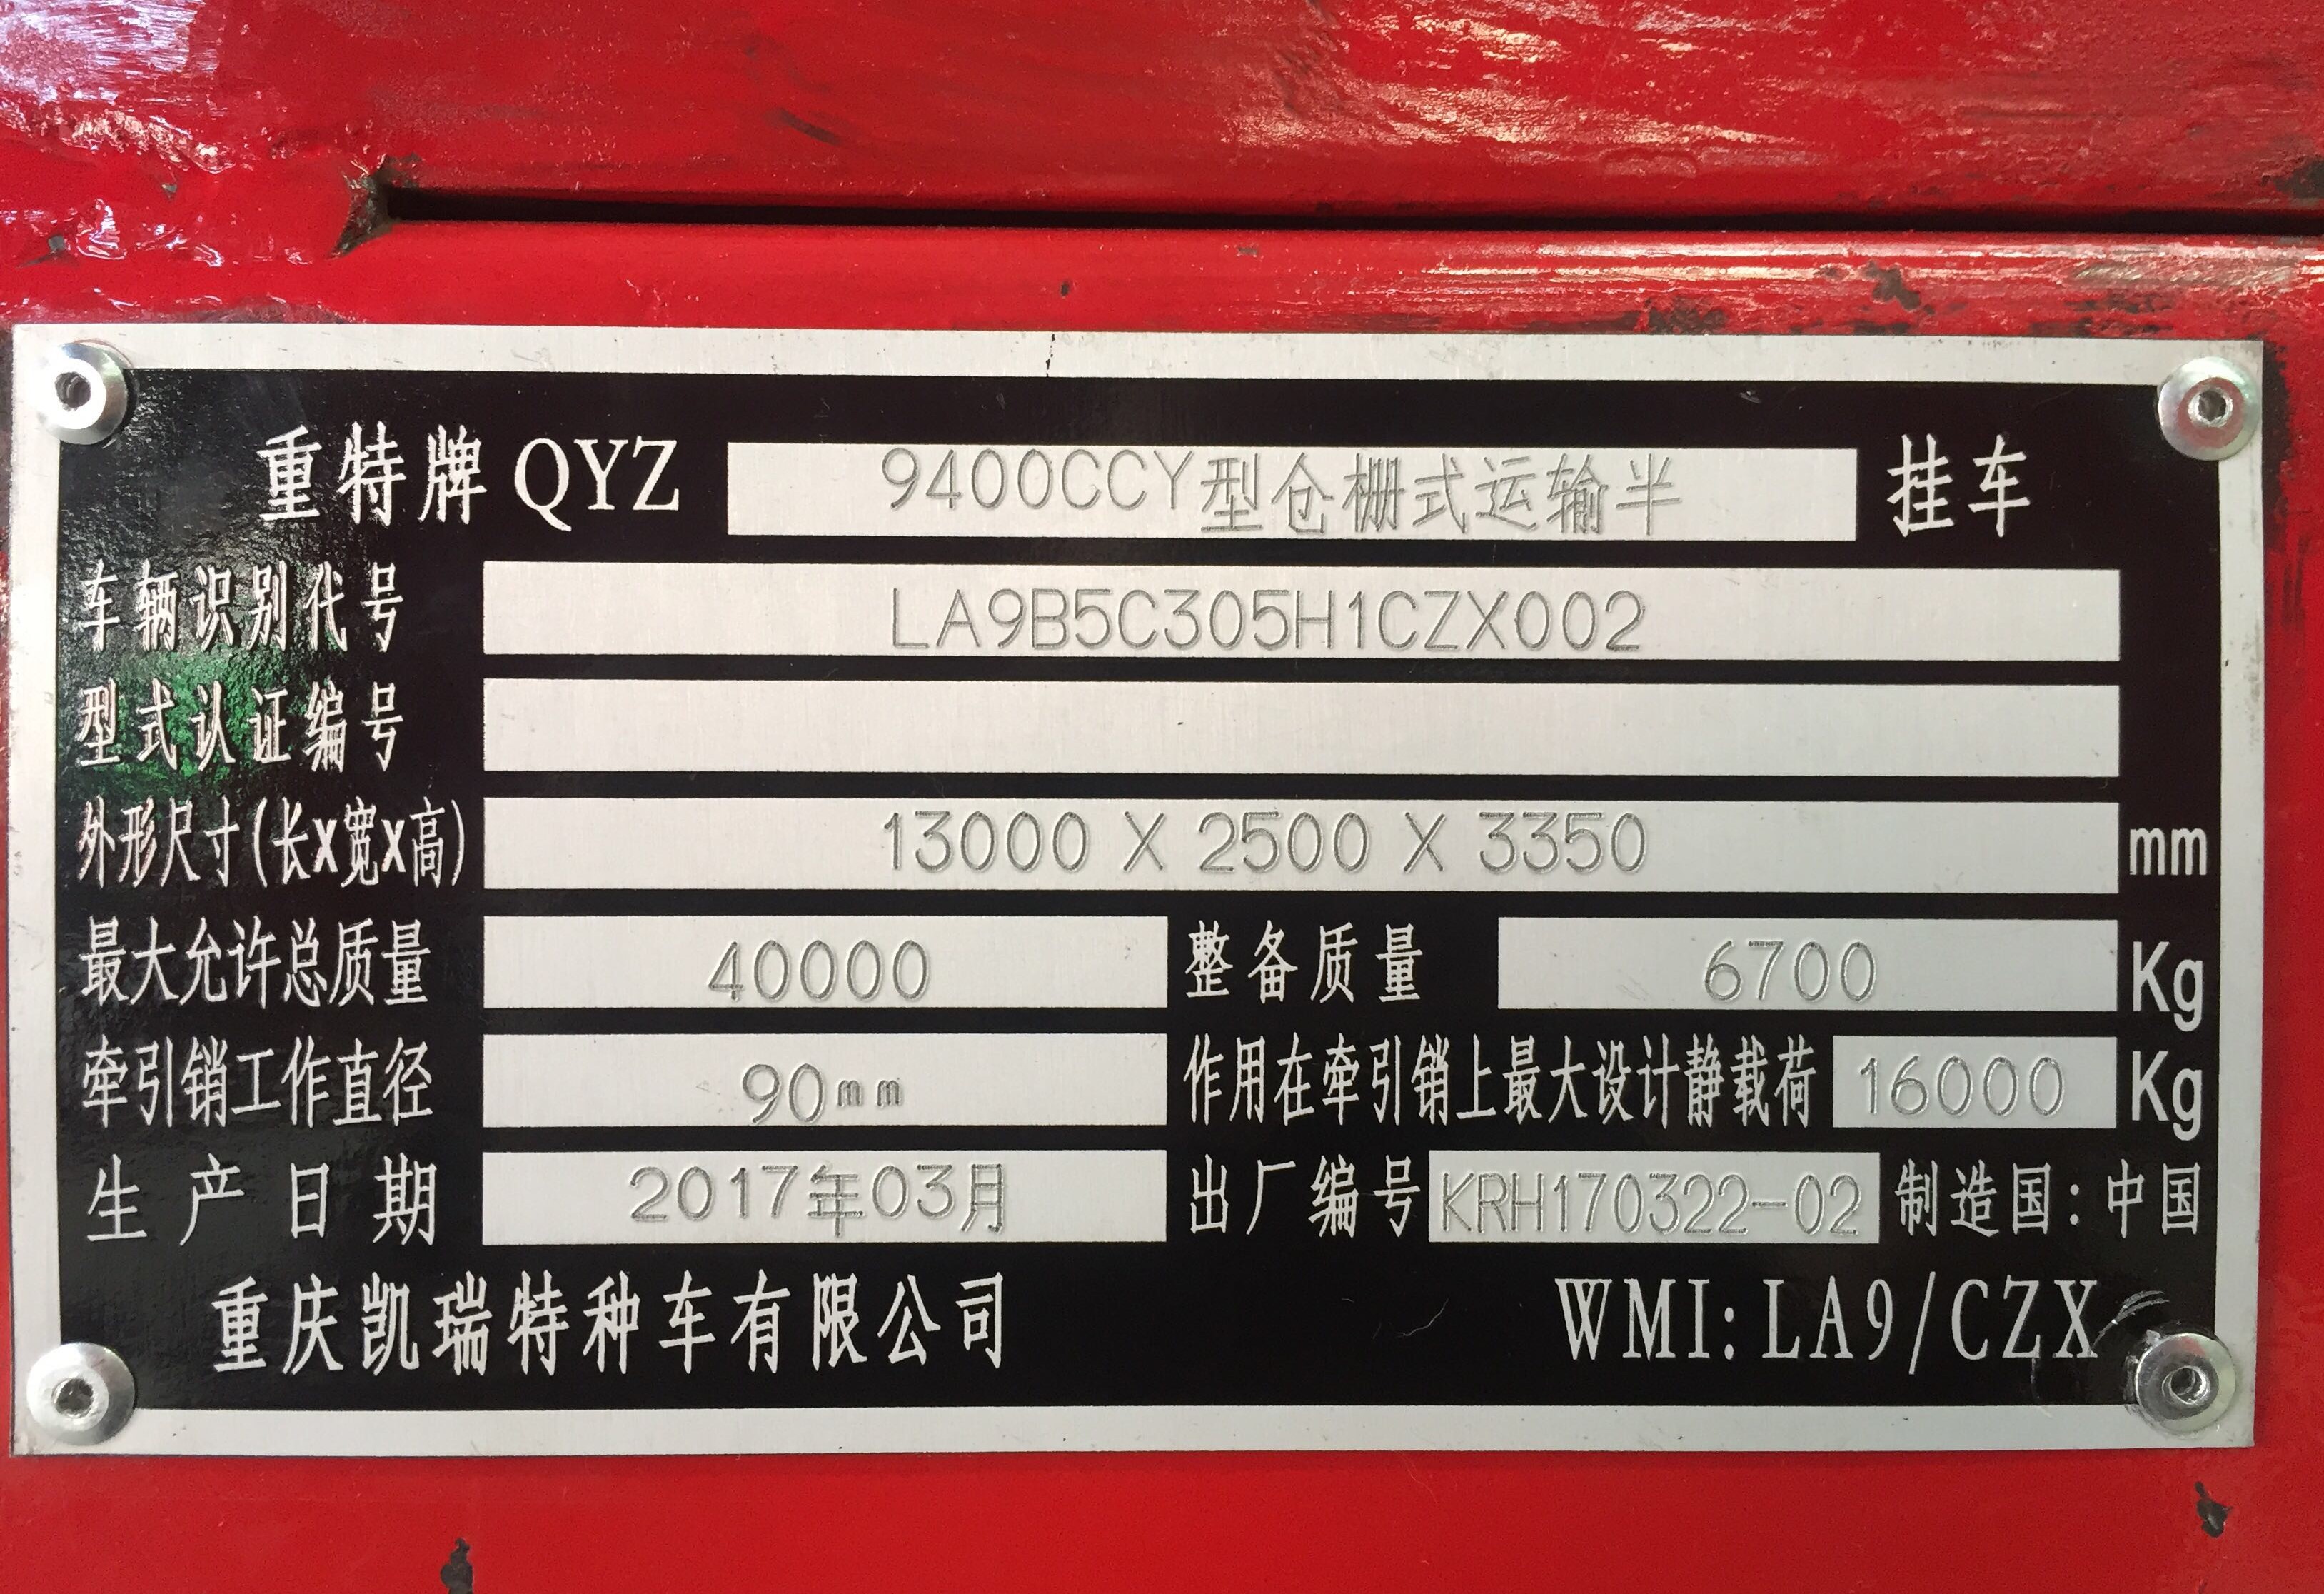 重特牌 QYZ 9400CCY型仓栅式运输半 挂车
车辆识别代号 LA9B5C305H1CZX002
型式认证编号
外形尺寸(长X宽X高) 13000 X 2500 X 3350 mm
最大允许总质量 40000 整备质量 6700 Kg
牵引销工作直径 90mm 作用在牵引销上最大设计静载荷 16000 Kg
生产日期 2017年03月 出厂编号 KRH170322-02 制造国:中国
重庆凯瑞特种车有限公司 WMI:LA9/CZX